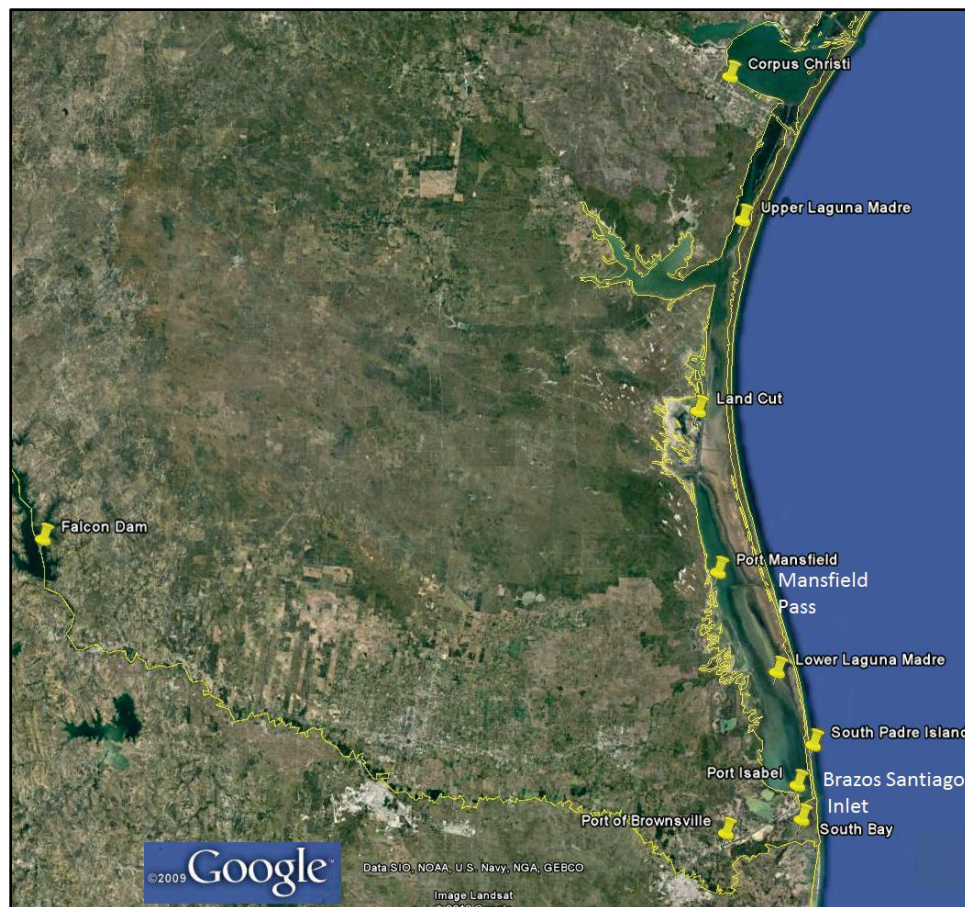 Corpus Christi
Upper Laguna Madre
Land Cut
Falcon Dam
Port Mansfield
Mansfield
Pass
Lower Laguna Madre
South Padre Island
Port Isabel
Brazos Santiago
Inlet
Port of Brownsville
South Bay
©2009 Google
Data SIO, NOAA, U.S. Navy, NGA, GEBCO
Image Landsat